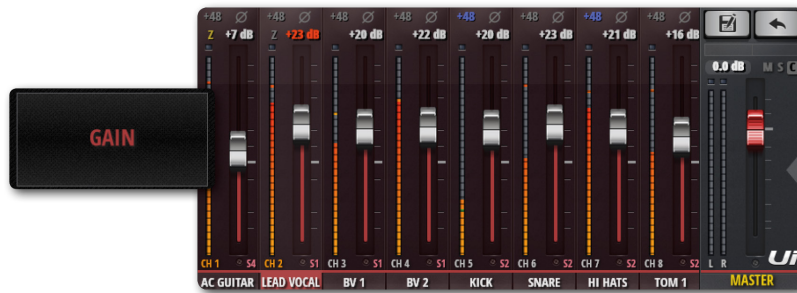 +48 +48 +48 +48 +48 +48 +48 +48
Z +7 dB Z +23 dB +20 dB +22 dB +20 dB +23 dB +21 dB +16 dB
0.0 dB M S
GAIN
CH 1 S4 CH 2 S1 CH 3 S1 CH 4 S1 CH 5 S2 CH 6 S2 CH 7 S2 CH 8 S2
L R Ui
AC GUITAR LEAD VOCAL BV 1 BV 2 KICK SNARE HI HATS TOM 1 MASTER